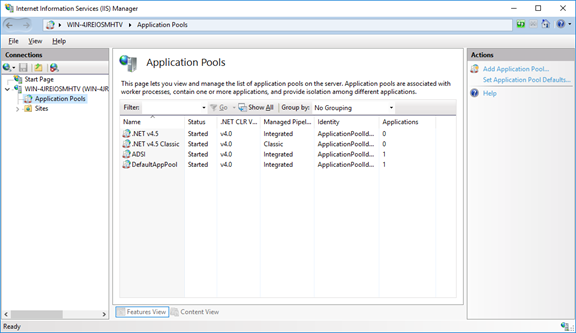 Internet Information Services (IIS) Manager
WIN-4JREIOSMHTV
Application Pools
File View Help
Connections
Start Page
WIN-4JREIOSMHTV (WIN-4JR
Application Pools
Sites
Application Pools
This page lets you view and manage the list of application pools on the server. Application pools are associated with
worker processes, contain one or more applications, and provide isolation among different applications.
Filter: Go Show All Group by: No Grouping
Name Status .NET CLR V... Managed Pipel... Identity Applications
.NET v4.5 Started v4.0 Integrated ApplicationPoolId... 0
.NET v4.5 Classic Started v4.0 Classic ApplicationPoolId... 0
ADSI Started v4.0 Integrated ApplicationPoolId... 1
DefaultAppPool Started v4.0 Integrated ApplicationPoolId... 1
Features View Content View
Actions
Add Application Pool...
Set Application Pool Defaults...
Help
Ready